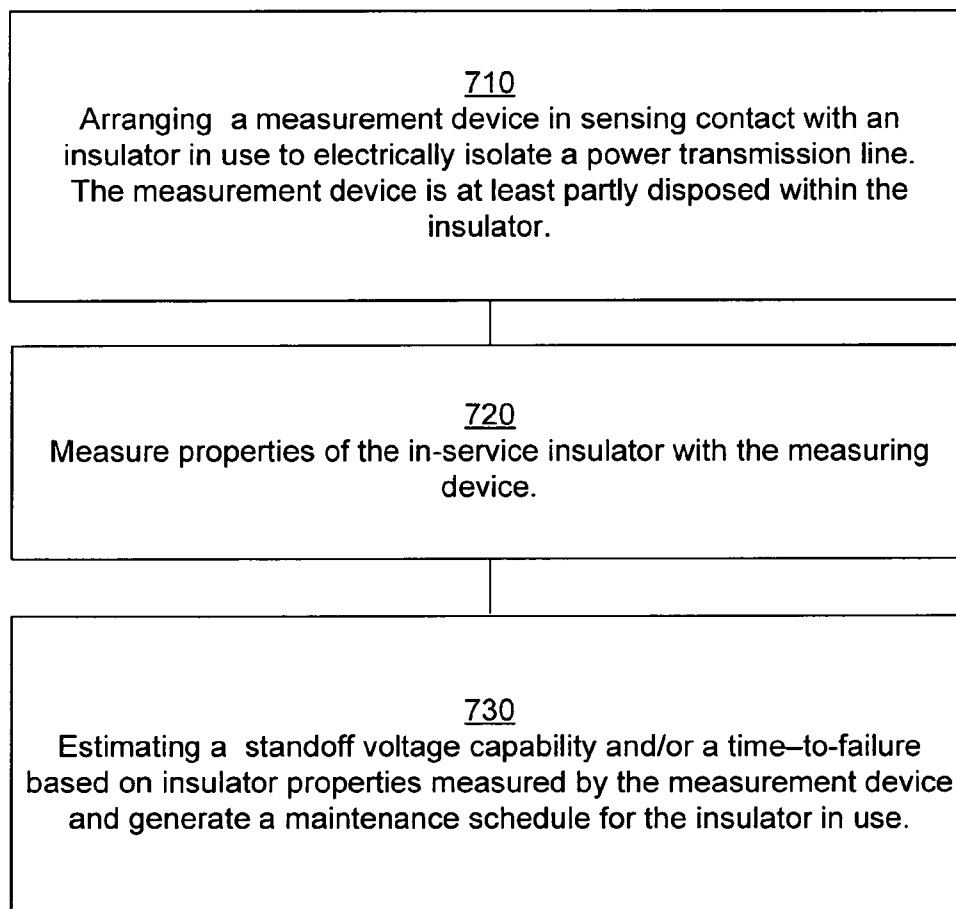 710
Arranging a measurement device in sensing contact with an
insulator in use to electrically isolate a power transmission line.
The measurement device is at least partly disposed within the
insulator.
720
Measure properties of the in-service insulator with the measuring
device.
730
Estimating a standoff voltage capability and/or a time–to-failure
based on insulator properties measured by the measurement device
and generate a maintenance schedule for the insulator in use.